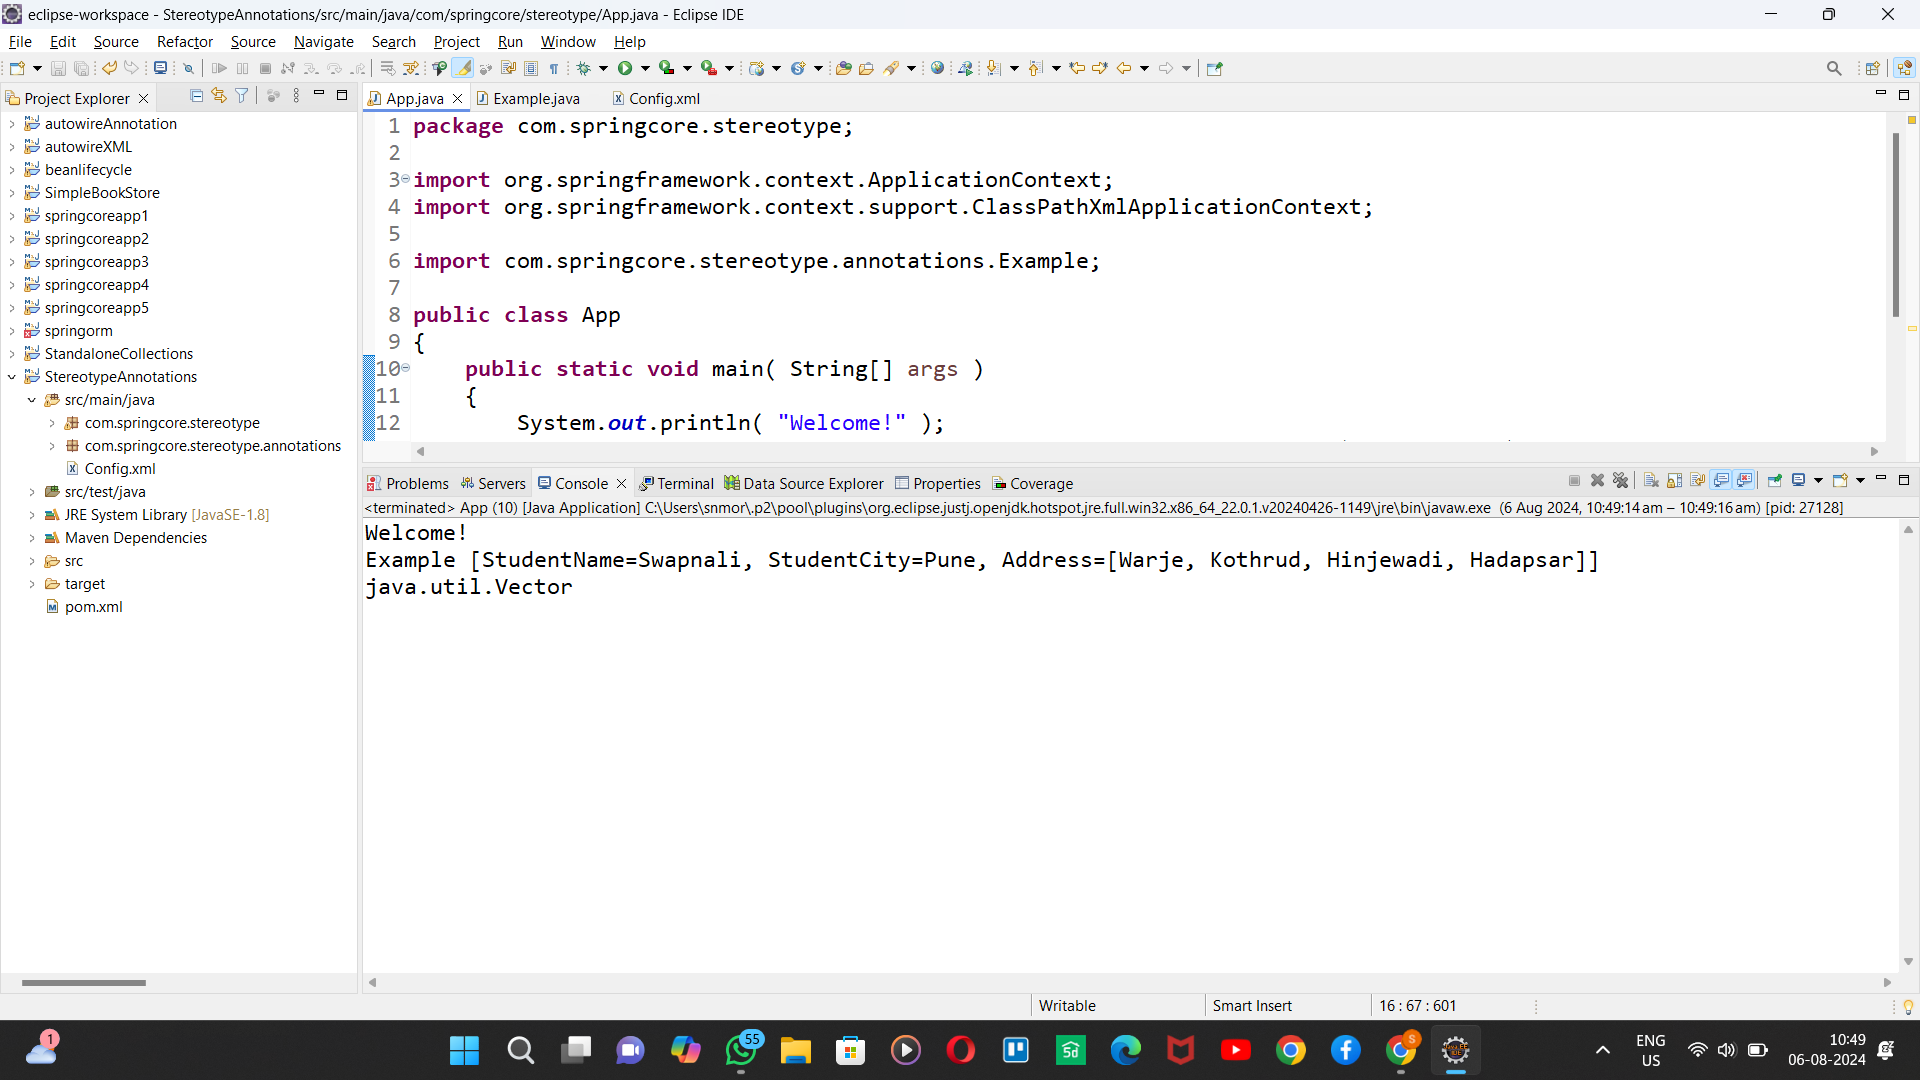 eclipse-workspace - StereotypeAnnotations/src/main/java/com/springcore/stereotype/App.java - Eclipse IDE
File Edit Source Refactor Source Navigate Search Project Run Window Help
Project Explorer
autowireAnnotation
autowireXML
beanlifecycle
SimpleBookStore
springcoreapp1
springcoreapp2
springcoreapp3
springcoreapp4
springcoreapp5
springorm
StandaloneCollections
StereotypeAnnotations
src/main/java
com.springcore.stereotype
com.springcore.stereotype.annotations
Config.xml
src/test/java
JRE System Library [JavaSE-1.8]
Maven Dependencies
src
target
pom.xml
App.java Example.java Config.xml
1 package com.springcore.stereotype;
2
3 import org.springframework.context.ApplicationContext;
4 import org.springframework.context.support.ClassPathXmlApplicationContext;
5
6 import com.springcore.stereotype.annotations.Example;
7
8 public class App
9 {
10 public static void main( String[] args )
11 {
12 System.out.println( "Welcome!" );
Problems Servers Console Terminal Data Source Explorer Properties Coverage
<terminated> App (10) [Java Application] C:\Users\snmor\.p2\pool\plugins\org.eclipse.justj.openjdk.hotspot.jre.full.win32.x86_64_22.0.1.v20240426-1149\jre\bin\javaw.exe (6 Aug 2024, 10:49:14 am – 10:49:16 am) [pid: 27128]
Welcome!
Example [StudentName=Swapnali, StudentCity=Pune, Address=[Warje, Kothrud, Hinjewadi, Hadapsar]]
java.util.Vector
Writable Smart Insert 16 : 67 : 601
1
55
S
ENG
US
10:49
06-08-2024